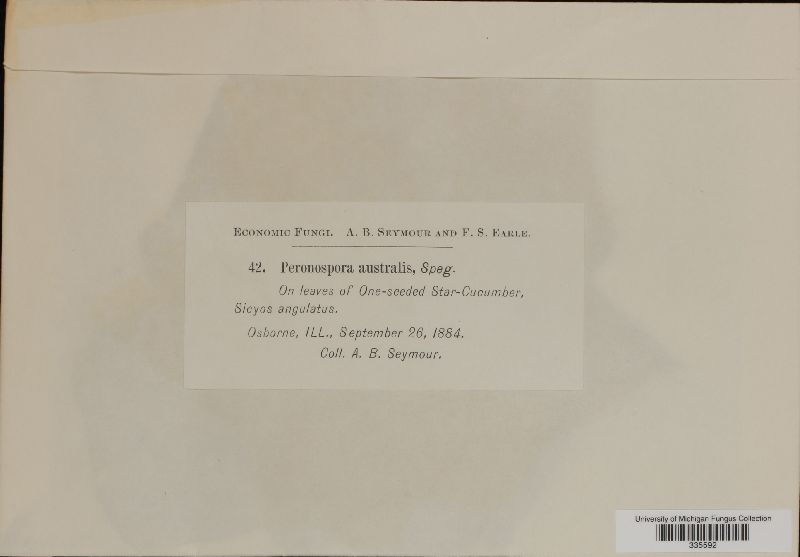 Economic Fungi. A. B. Seymour and F. S. Earle.
42. Peronospora australis, Speg.
On leaves of One-seeded Star-Cucumber,
Sicyos angulatus.
Osborne, ILL., September 26, 1884.
Coll. A. B. Seymour.
University of Michigan Fungus Collection
335592